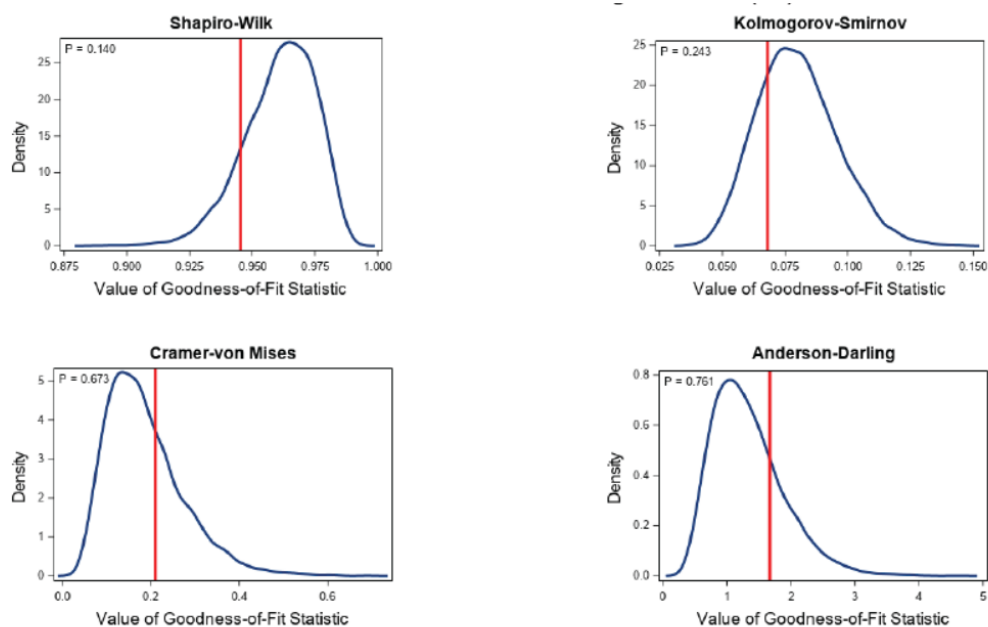 Shapiro-Wilk
P = 0.140
Density
25
20
15
10
5
0
0.875 0.900 0.925 0.950 0.975 1.000
Value of Goodness-of-Fit Statistic
Kolmogorov-Smirnov
P = 0.243
Density
25
20
15
10
5
0
0.025 0.050 0.075 0.100 0.125 0.150
Value of Goodness-of-Fit Statistic
Cramer-von Mises
P = 0.673
Density
5
4
3
2
1
0
0.0 0.2 0.4 0.6
Value of Goodness-of-Fit Statistic
Anderson-Darling
P = 0.761
Density
0.8
0.6
0.4
0.2
0.0
0 1 2 3 4 5
Value of Goodness-of-Fit Statistic